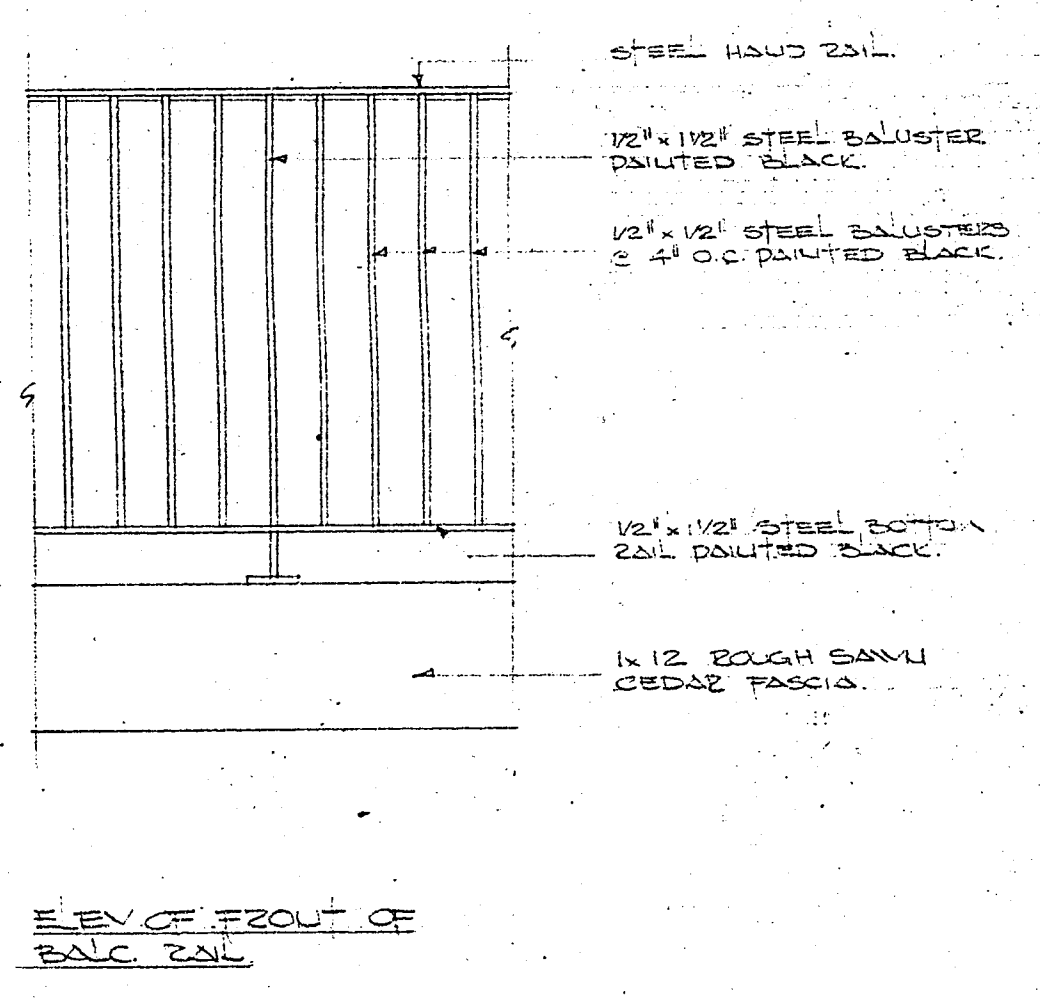 STEEL HAND RAIL.
1/2" x 1 1/2" STEEL BALUSTER
PAINTED BLACK.
1/2" x 1/2" STEEL BALUSTERS
@ 4" O.C. PAINTED BLACK.
1/2" x 1 1/2" STEEL BOTTOM
RAIL PAINTED BLACK.
1x12 ROUGH SAWN
CEDAR FASCIA.
ELEV. OF FRONT OF
BALC. RAIL